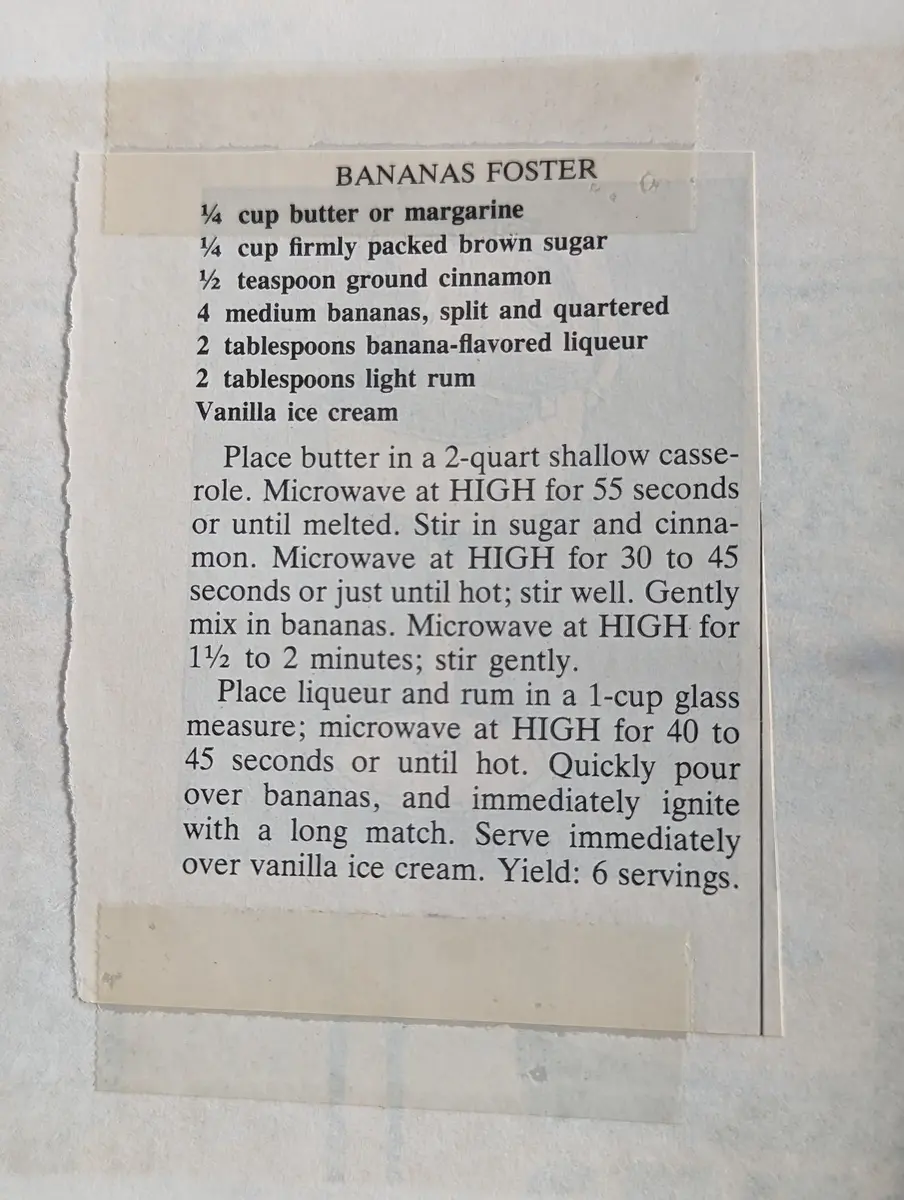 BANANAS FOSTER
¼ cup butter or margarine
¼ cup firmly packed brown sugar
½ teaspoon ground cinnamon
4 medium bananas, split and quartered
2 tablespoons banana-flavored liqueur
2 tablespoons light rum
Vanilla ice cream
Place butter in a 2-quart shallow casse-
role. Microwave at HIGH for 55 seconds
or until melted. Stir in sugar and cinna-
mon. Microwave at HIGH for 30 to 45
seconds or just until hot; stir well. Gently
mix in bananas. Microwave at HIGH for
1½ to 2 minutes; stir gently.
Place liqueur and rum in a 1-cup glass
measure; microwave at HIGH for 40 to
45 seconds or until hot. Quickly pour
over bananas, and immediately ignite
with a long match. Serve immediately
over vanilla ice cream. Yield: 6 servings.